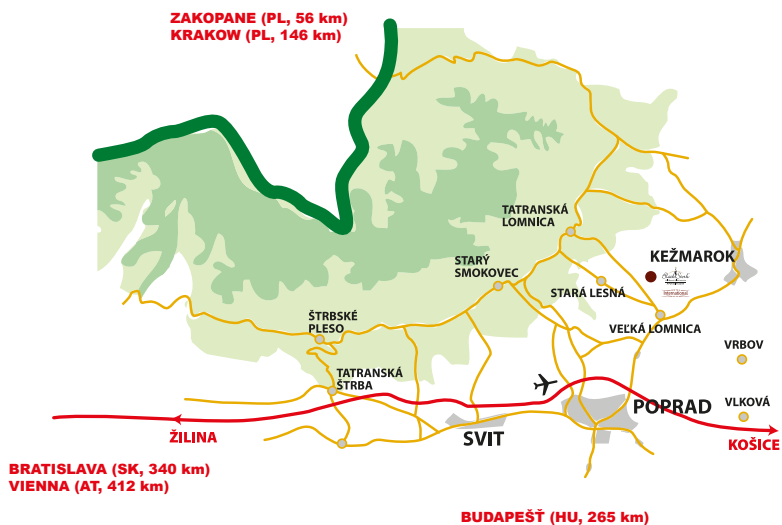 ZAKOPANE (PL, 56 km)
KRAKOW (PL, 146 km)
TATRANSKÁ
LOMNICA
KEŽMAROK
STARÝ
SMOKOVEC
STARÁ LESNÁ
International
ŠTRBSKÉ
PLESO
VEĽKÁ LOMNICA
VRBOV
TATRANSKÁ
ŠTRBA
POPRAD
VLKOVÁ
ŽILINA
SVIT
KOŠICE
BRATISLAVA (SK, 340 km)
VIENNA (AT, 412 km)
BUDAPEŠŤ (HU, 265 km)